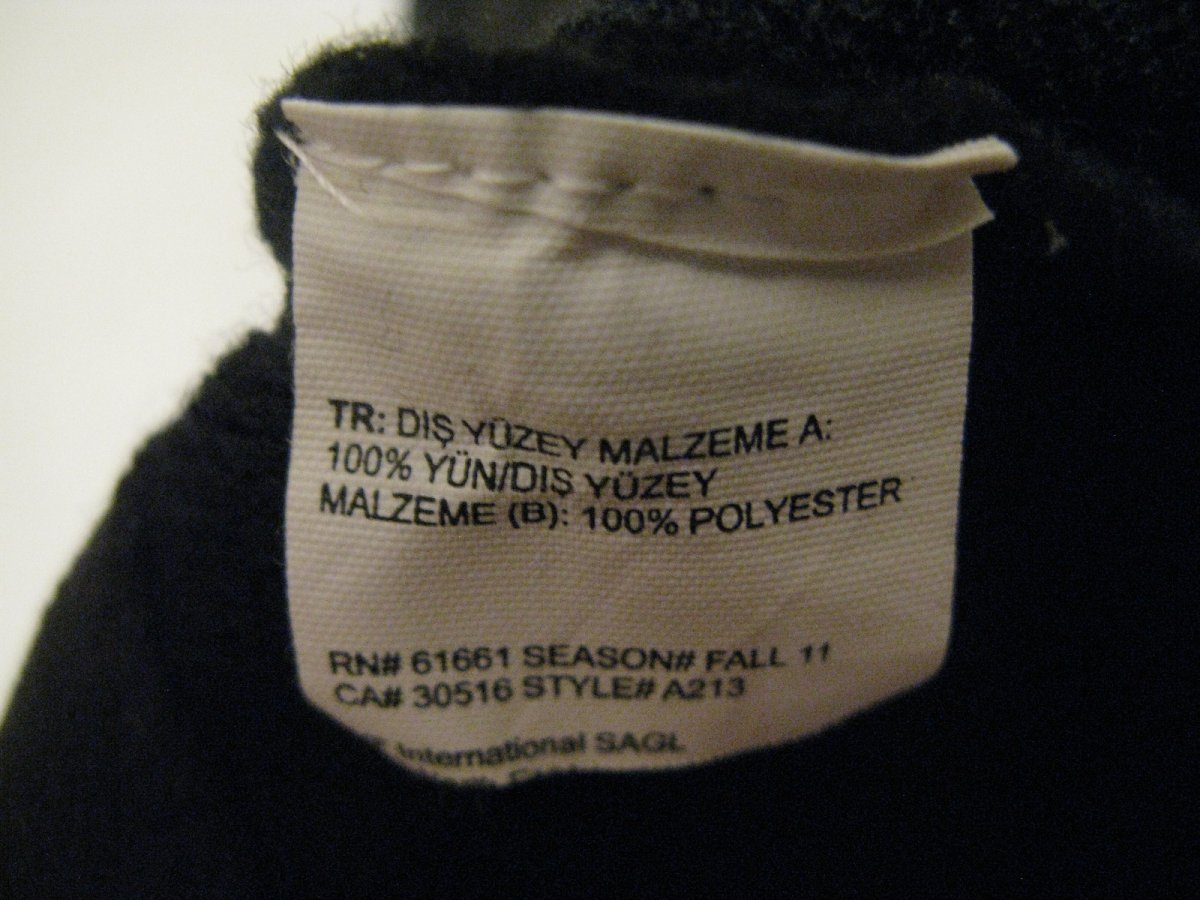 TR: DIŞ YÜZEY MALZEME A:
100% YÜN/DIŞ YÜZEY
MALZEME (B): 100% POLYESTER
RN# 61661 SEASON# FALL 11
CA# 30516 STYLE# A213
International SAGL